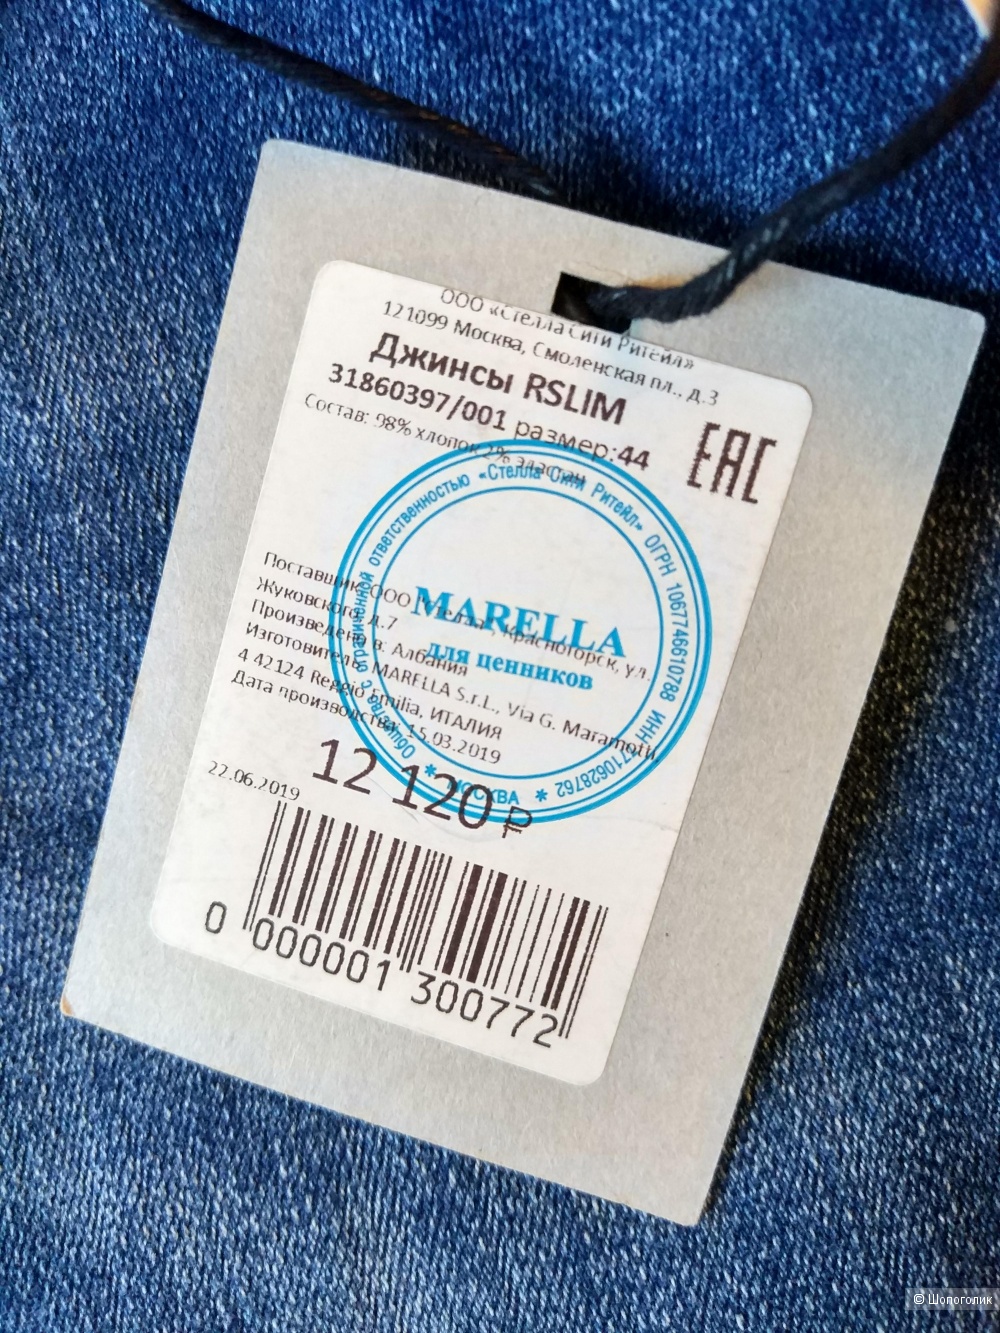 ООО «Стелла Сити Ритейл»
121099 Москва, Смоленская пл., д.3
Джинсы RSLIM
31860397/001 размер:44
Состав: 98% хлопок 2% эластан
EAC
Общество с ограниченной ответственностью «Стелла Сити Ритейл» ОГРН 1067746610788 ИНН 7710628762
* МОСКВА *
MARELLA
для ценников
Поставщик: ООО "Стелла", Красногорск, ул.
Жуковского, д.7
Произведено в: Албания
Изготовитель: MARELLA S.r.L., Via G. Maramotti
4 42124 Reggio Emilia, ИТАЛИЯ
Дата производства: 15.03.2019
12 120 ₽
22.06.2019
0 000001 300772
© Шопоголик